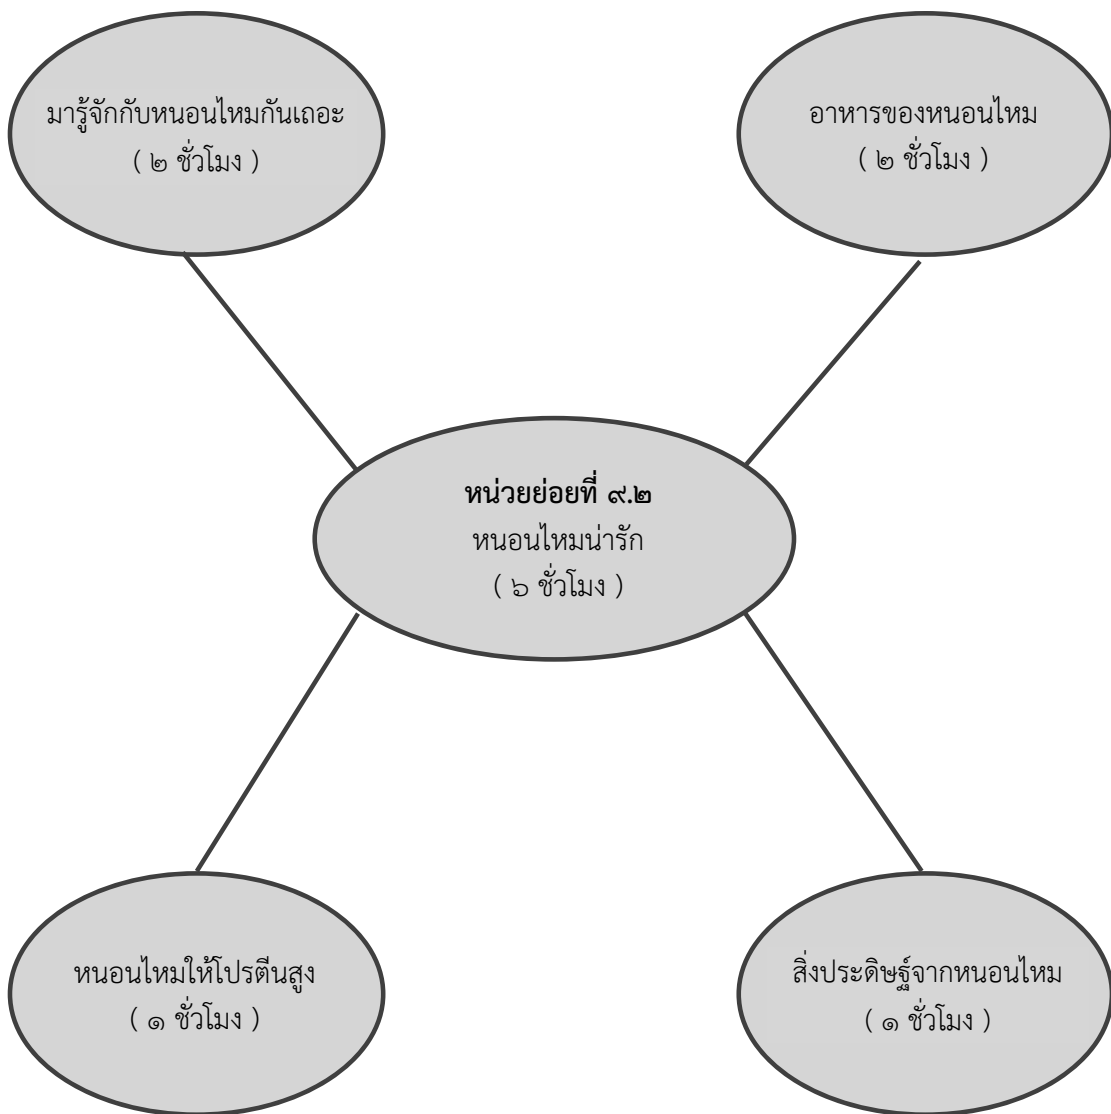 มารู้จักกับหนอนไหมกันเถอะ
( ๒ ชั่วโมง )
อาหารของหนอนไหม
( ๒ ชั่วโมง )
หน่วยย่อยที่ ๙.๒
หนอนไหมน่ารัก
( ๖ ชั่วโมง )
หนอนไหมให้โปรตีนสูง
( ๑ ชั่วโมง )
สิ่งประดิษฐ์จากหนอนไหม
( ๑ ชั่วโมง )